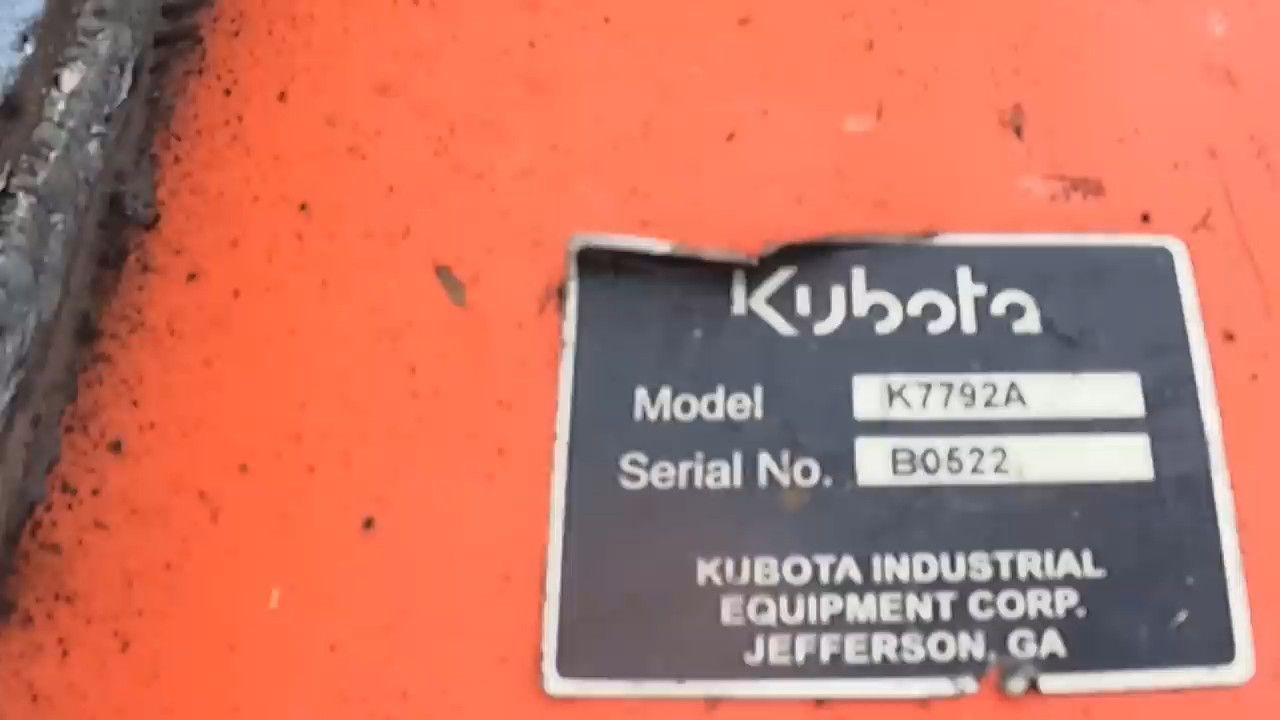 Kubota
Model K7792A
Serial No. B0522
KUBOTA INDUSTRIAL
EQUIPMENT CORP.
JEFFERSON, GA